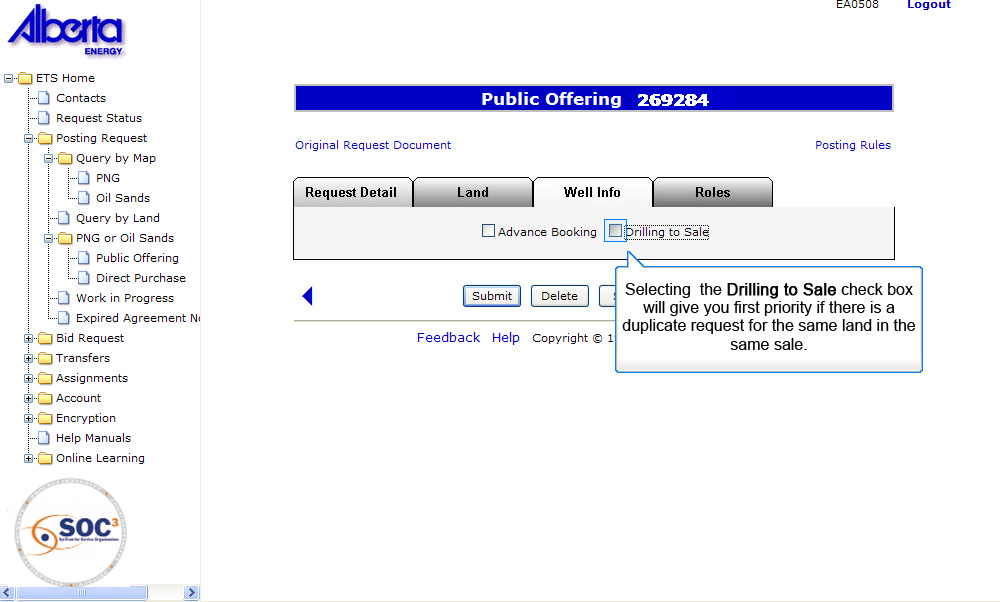 EA0508 Logout
Alberta
ENERGY
ETS Home
Contacts
Request Status
Posting Request
Query by Map
PNG
Oil Sands
Query by Land
PNG or Oil Sands
Public Offering
Direct Purchase
Work in Progress
Expired Agreement No
Bid Request
Transfers
Assignments
Account
Encryption
Help Manuals
Online Learning
SOC3
Public Offering 269284
Original Request Document Posting Rules
Request Detail Land Well Info Roles
Advance Booking Drilling to Sale
Submit Delete
Feedback Help Copyright ©
Selecting the Drilling to Sale check box
will give you first priority if there is a
duplicate request for the same land in the
same sale.